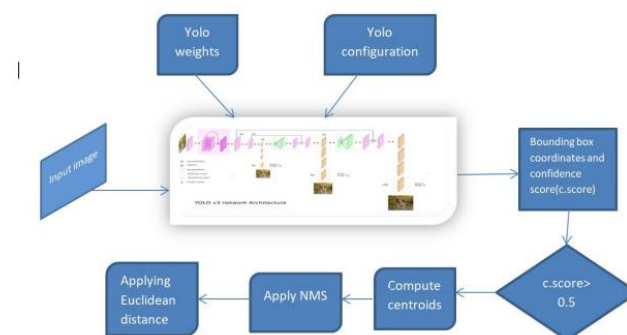 Yolo
weights
Yolo
configuration
Input image
YOLO v3 network Architecture
Bounding box
coordinates and
confidence
score(c.score)
c.score>
0.5
Compute
centroids
Apply NMS
Applying
Euclidean
distance